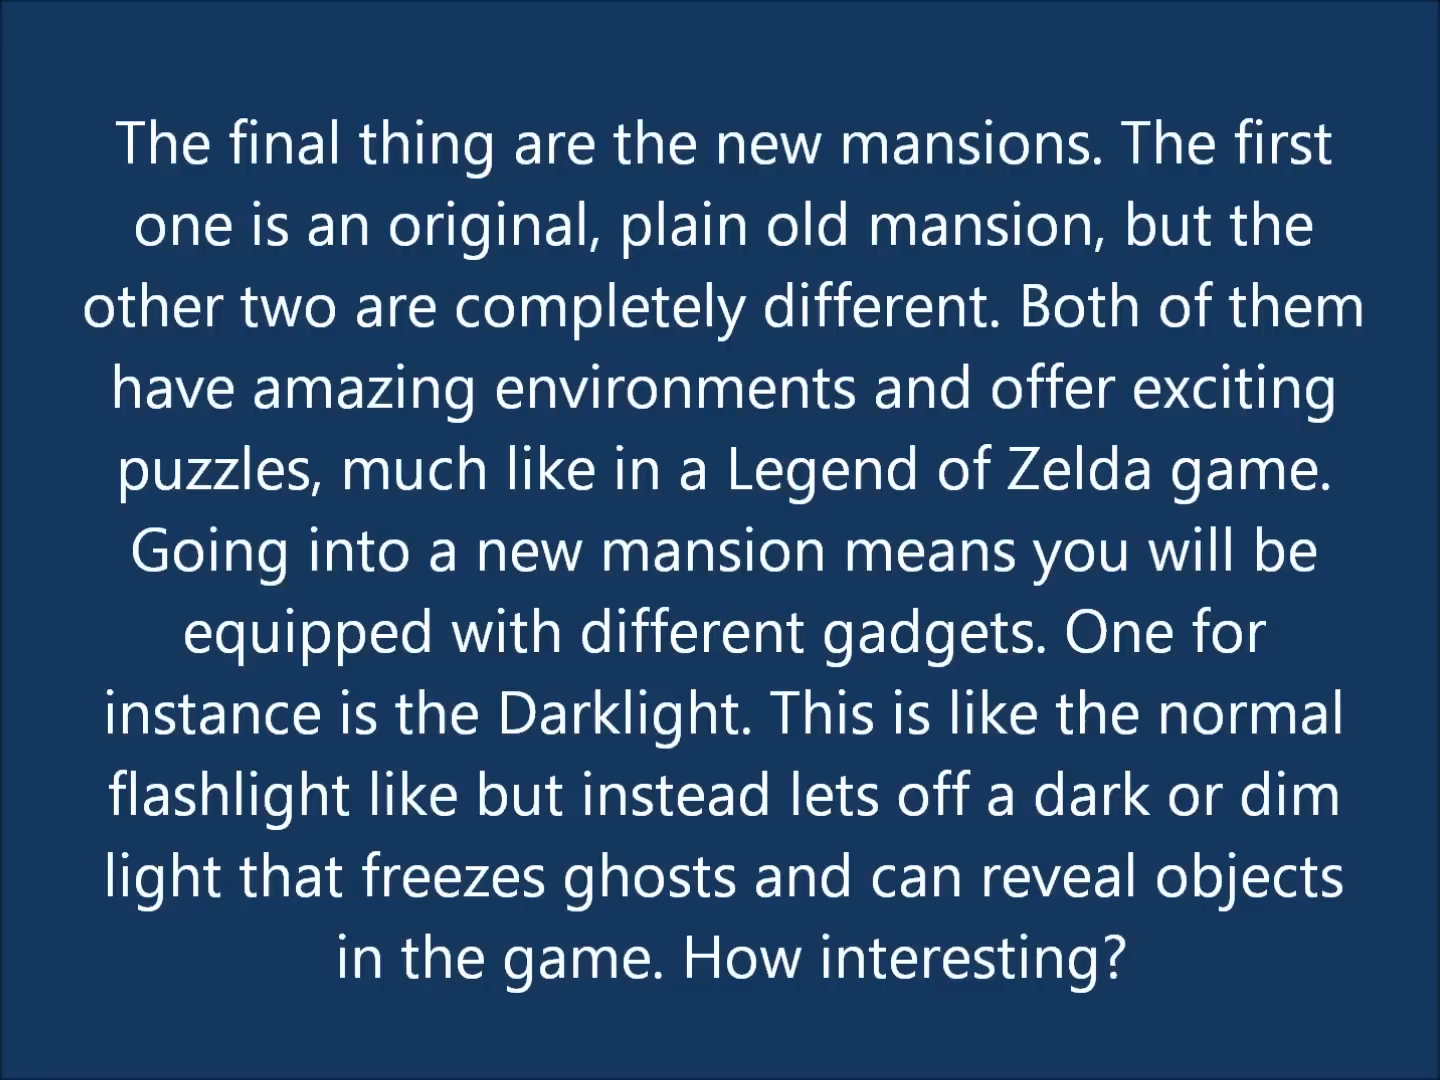 The final thing are the new mansions. The first
one is an original, plain old mansion, but the
other two are completely different. Both of them
have amazing environments and offer exciting
puzzles, much like in a Legend of Zelda game.
Going into a new mansion means you will be
equipped with different gadgets. One for
instance is the Darklight. This is like the normal
flashlight like but instead lets off a dark or dim
light that freezes ghosts and can reveal objects
in the game. How interesting?